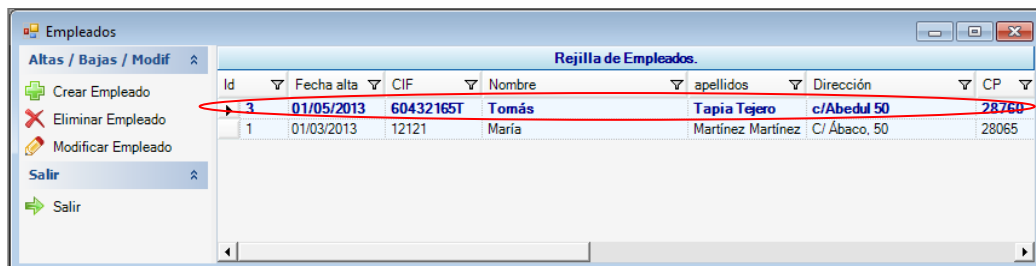 Empleados
Altas / Bajas / Modif
Crear Empleado
Eliminar Empleado
Modificar Empleado
Salir
Salir
Rejilla de Empleados.
Id Fecha alta CIF Nombre apellidos Dirección CP
3 01/05/2013 60432165T Tomás Tapia Tejero c/Abedul 50 28760
1 01/03/2013 12121 María Martínez Martínez C/ Ábaco, 50 28065